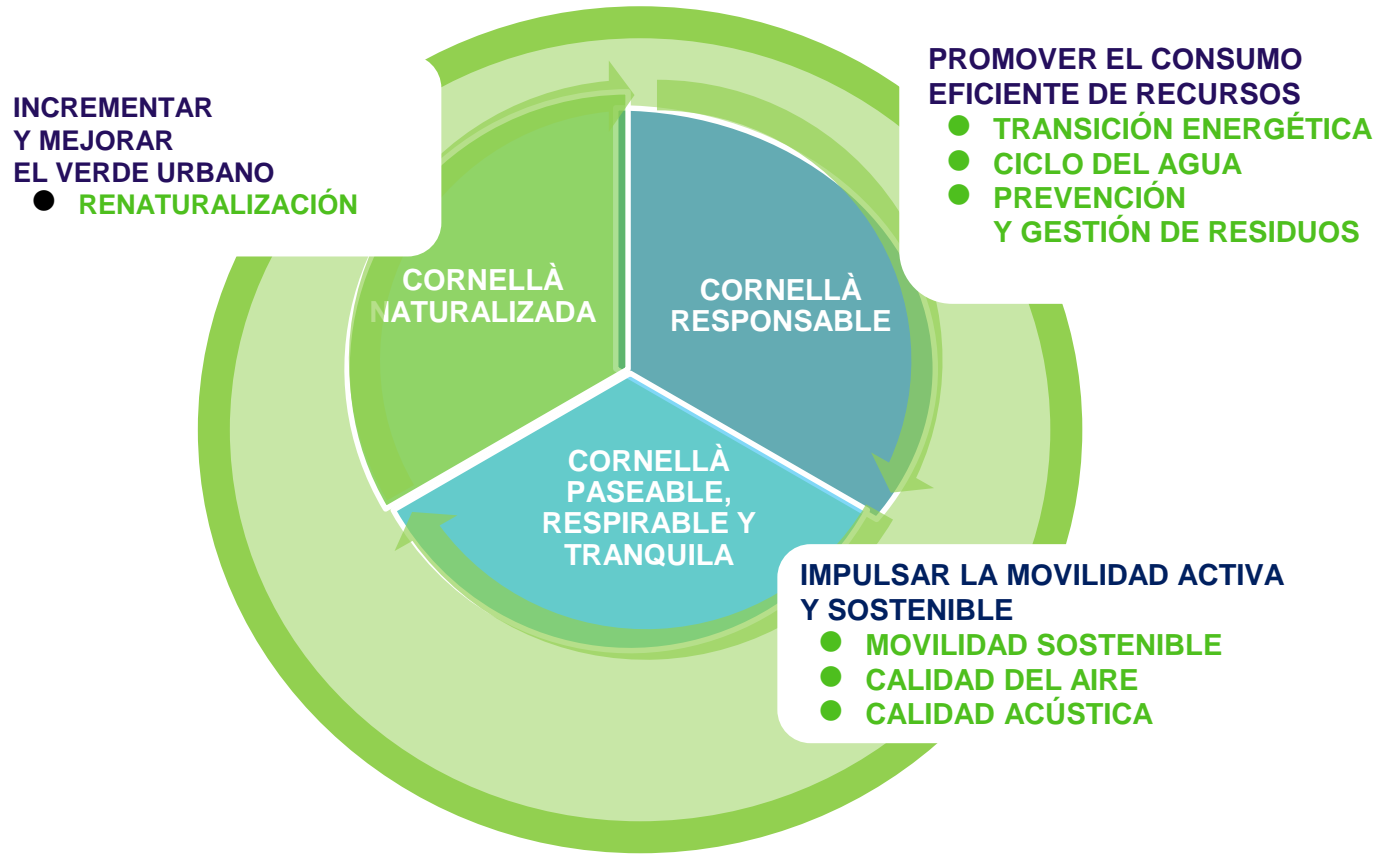 INCREMENTAR
Y MEJORAR
EL VERDE URBANO
● RENATURALIZACIÓN
PROMOVER EL CONSUMO
EFICIENTE DE RECURSOS
● TRANSICIÓN ENERGÉTICA
● CICLO DEL AGUA
● PREVENCIÓN
Y GESTIÓN DE RESIDUOS
CORNELLÀ
NATURALIZADA
CORNELLÀ
RESPONSABLE
CORNELLÀ
PASEABLE,
RESPIRABLE Y
TRANQUILA
IMPULSAR LA MOVILIDAD ACTIVA
Y SOSTENIBLE
● MOVILIDAD SOSTENIBLE
● CALIDAD DEL AIRE
● CALIDAD ACÚSTICA